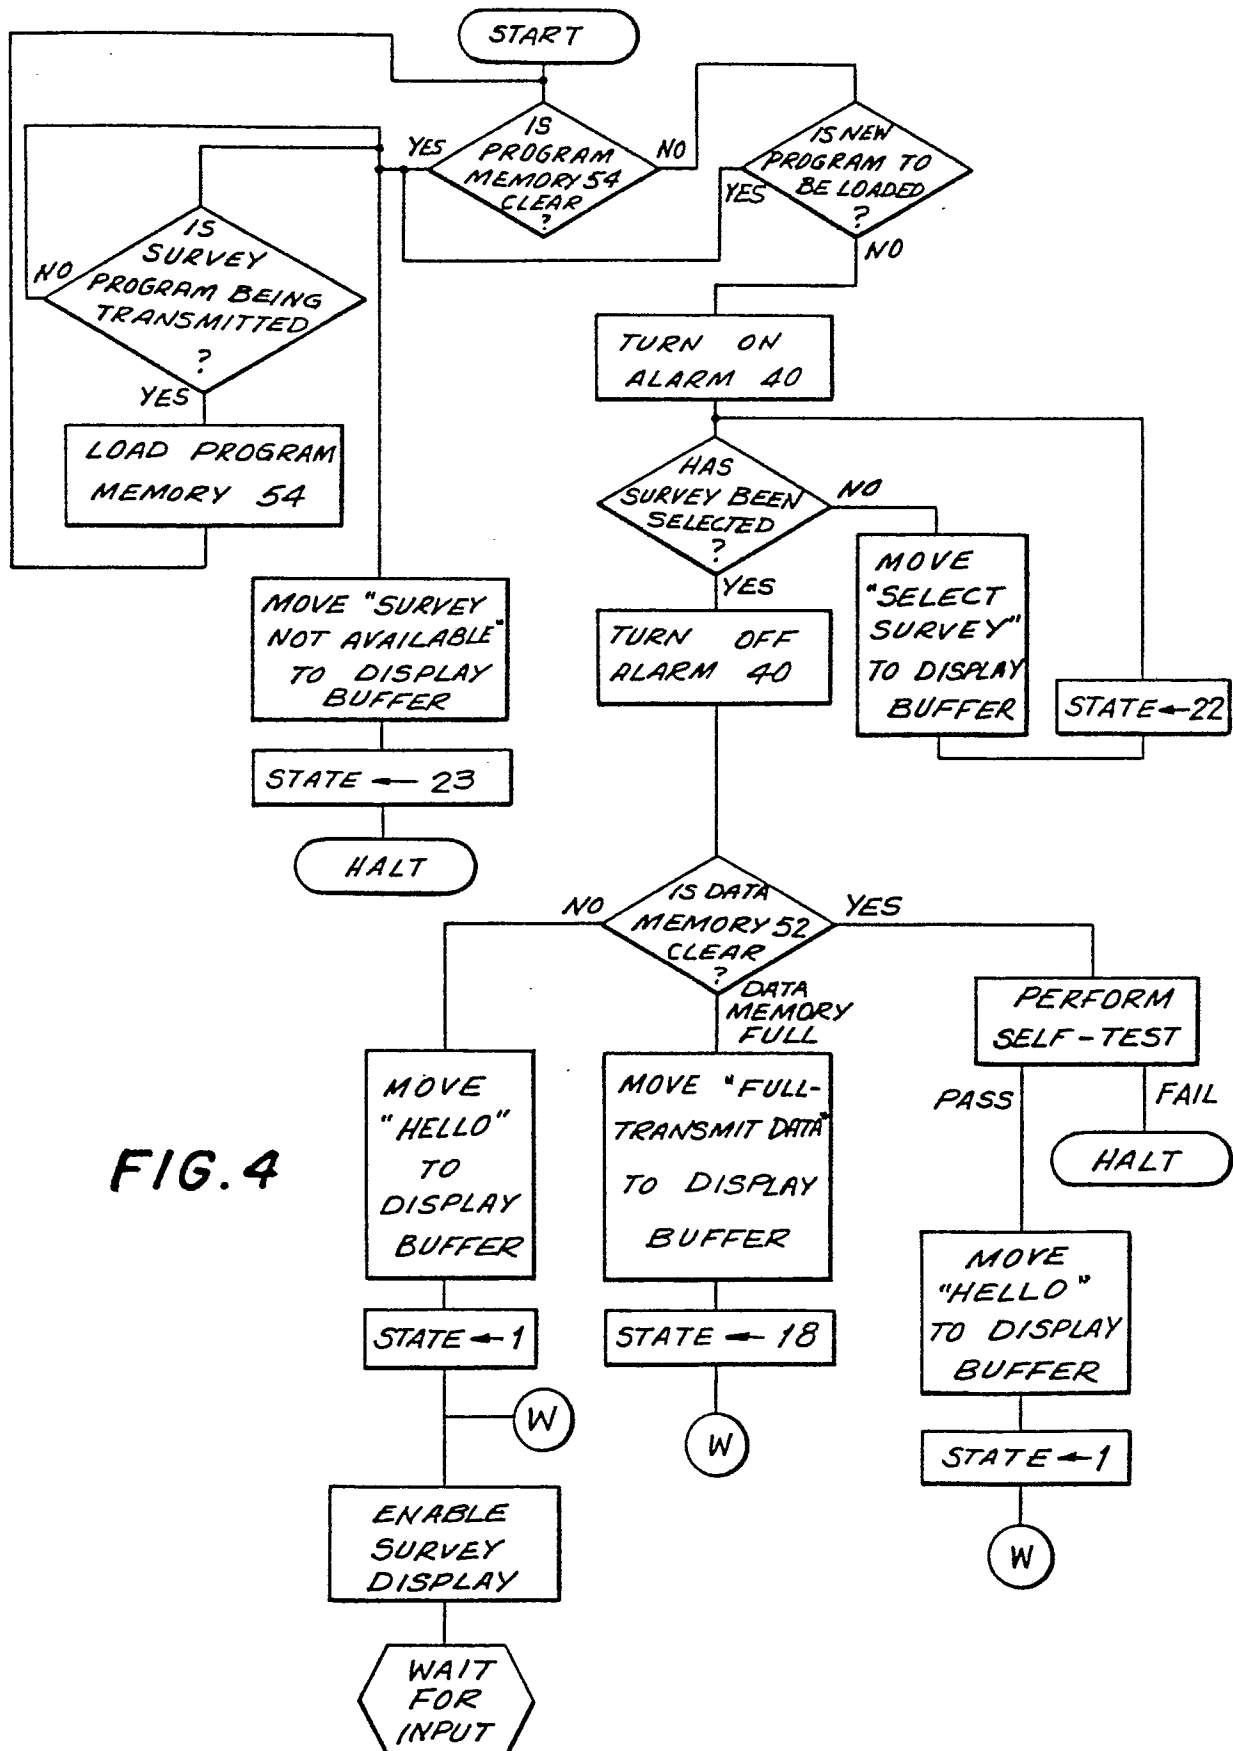 START
IS
PROGRAM
MEMORY 54
CLEAR
?
YES
NO
IS NEW
PROGRAM TO
BE LOADED
?
YES
NO
IS
SURVEY
PROGRAM BEING
TRANSMITTED
?
NO
YES
LOAD PROGRAM
MEMORY 54
TURN ON
ALARM 40
HAS
SURVEY BEEN
SELECTED
?
NO
YES
MOVE
"SELECT
SURVEY"
TO DISPLAY
BUFFER
STATE ← 22
MOVE "SURVEY
NOT AVAILABLE"
TO DISPLAY
BUFFER
STATE ← 23
HALT
TURN OFF
ALARM 40
IS DATA
MEMORY 52
CLEAR
?
NO
YES
DATA
MEMORY
FULL
MOVE
"HELLO"
TO
DISPLAY
BUFFER
STATE ← 1
W
ENABLE
SURVEY
DISPLAY
WAIT
FOR
INPUT
MOVE "FULL-
TRANSMIT DATA"
TO DISPLAY
BUFFER
STATE ← 18
W
PERFORM
SELF-TEST
PASS
FAIL
HALT
MOVE
"HELLO"
TO DISPLAY
BUFFER
STATE ← 1
W
FIG. 4